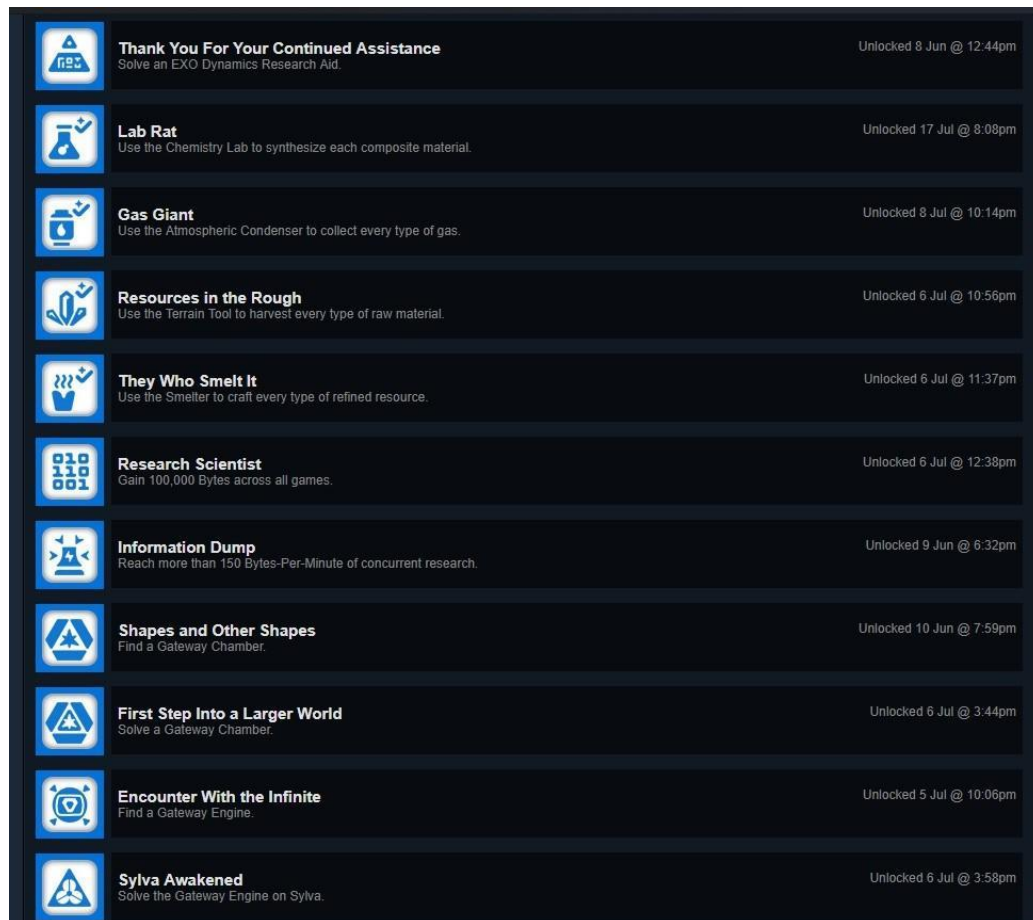 Thank You For Your Continued Assistance
Solve an EXO Dynamics Research Aid.
Unlocked 8 Jun @ 12:44pm
Lab Rat
Use the Chemistry Lab to synthesize each composite material.
Unlocked 17 Jul @ 8:08pm
Gas Giant
Use the Atmospheric Condenser to collect every type of gas.
Unlocked 8 Jul @ 10:14pm
Resources in the Rough
Use the Terrain Tool to harvest every type of raw material.
Unlocked 6 Jul @ 10:56pm
They Who Smelt It
Use the Smelter to craft every type of refined resource.
Unlocked 6 Jul @ 11:37pm
010
110
001
Research Scientist
Gain 100,000 Bytes across all games.
Unlocked 6 Jul @ 12:38pm
Information Dump
Reach more than 150 Bytes-Per-Minute of concurrent research.
Unlocked 9 Jun @ 6:32pm
Shapes and Other Shapes
Find a Gateway Chamber.
Unlocked 10 Jun @ 7:59pm
First Step Into a Larger World
Solve a Gateway Chamber.
Unlocked 6 Jul @ 3:44pm
Encounter With the Infinite
Find a Gateway Engine.
Unlocked 5 Jul @ 10:06pm
Sylva Awakened
Solve the Gateway Engine on Sylva.
Unlocked 6 Jul @ 3:58pm